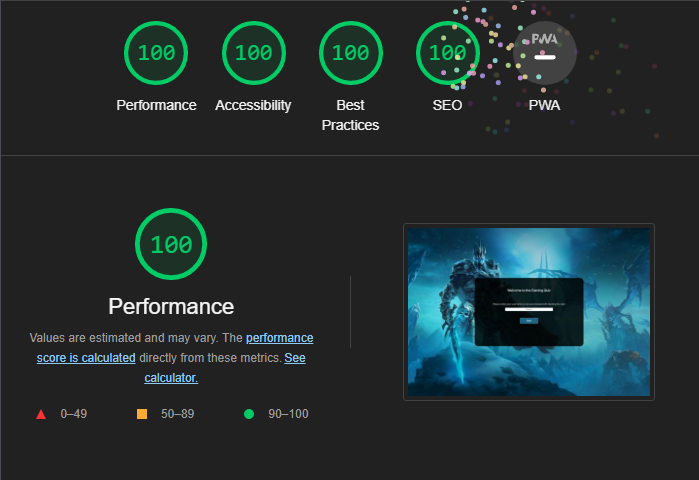 100 100 100 100 PWA
Performance Accessibility Best Practices SEO PWA
100
Performance
Values are estimated and may vary. The performance
score is calculated directly from these metrics. See
calculator.
0–49 50–89 90–100
Welcome to the Gaming Quiz